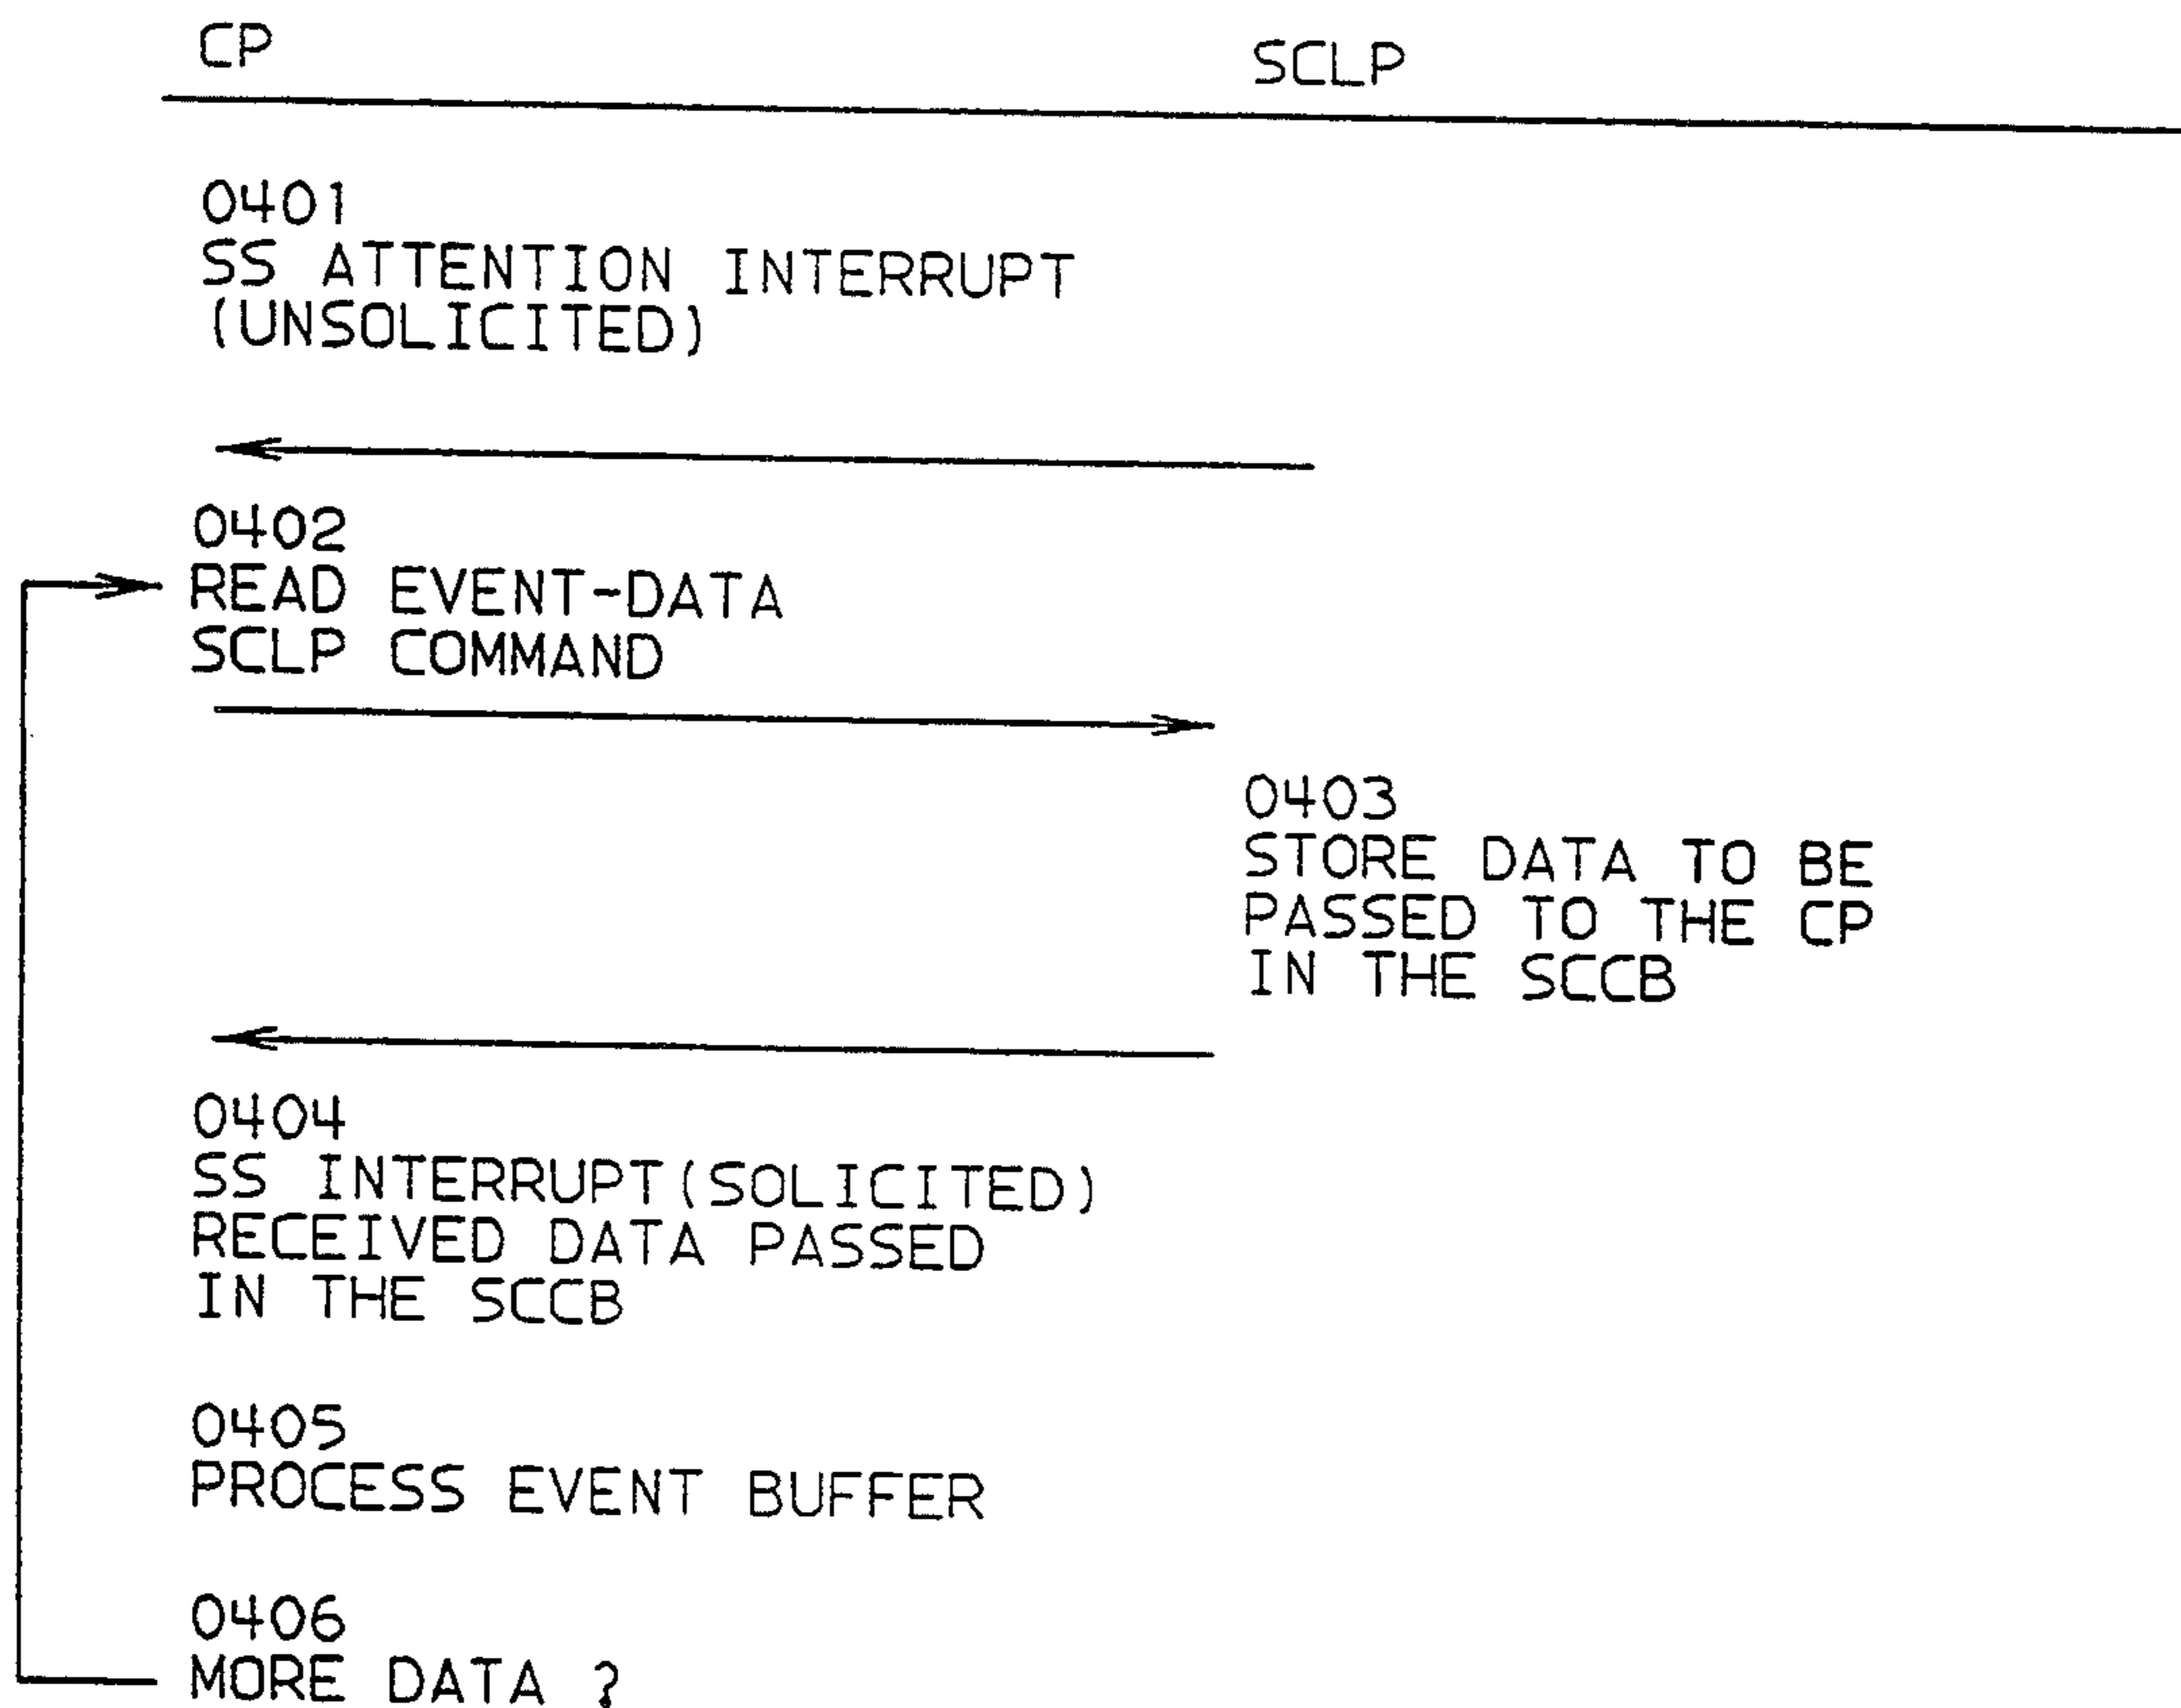 CP
SCLP
0401
SS ATTENTION INTERRUPT
(UNSOLICITED)
0402
READ EVENT-DATA
SCLP COMMAND
0403
STORE DATA TO BE
PASSED TO THE CP
IN THE SCCB
0404
SS INTERRUPT(SOLICITED)
RECEIVED DATA PASSED
IN THE SCCB
0405
PROCESS EVENT BUFFER
0406
MORE DATA ?